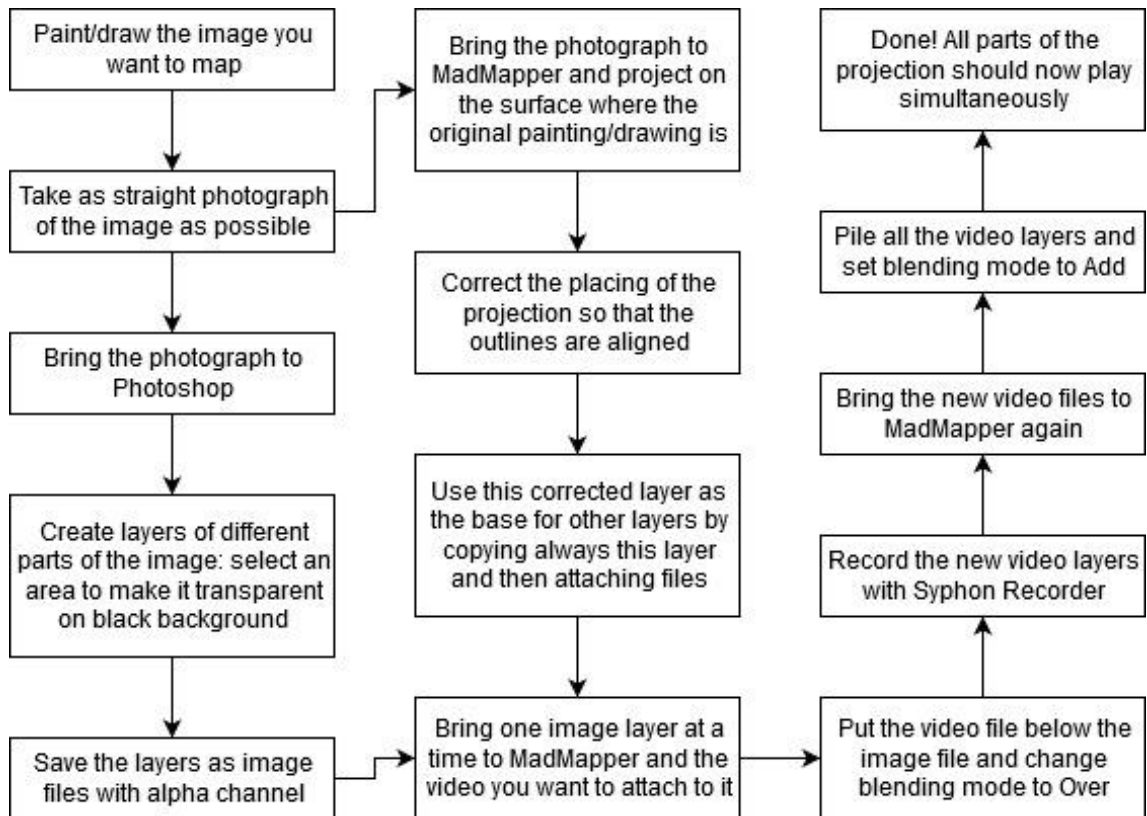 Paint/draw the image you
want to map
Take as straight photograph
of the image as possible
Bring the photograph to
Photoshop
Create layers of different
parts of the image: select an
area to make it transparent
on black background
Save the layers as image
files with alpha channel
Bring the photograph to
MadMapper and project on
the surface where the
original painting/drawing is
Correct the placing of the
projection so that the
outlines are aligned
Use this corrected layer as
the base for other layers by
copying always this layer
and then attaching files
Bring one image layer at a
time to MadMapper and the
video you want to attach to it
Put the video file below the
image file and change
blending mode to Over
Record the new video layers
with Syphon Recorder
Bring the new video files to
MadMapper again
Pile all the video layers and
set blending mode to Add
Done! All parts of the
projection should now play
simultaneously